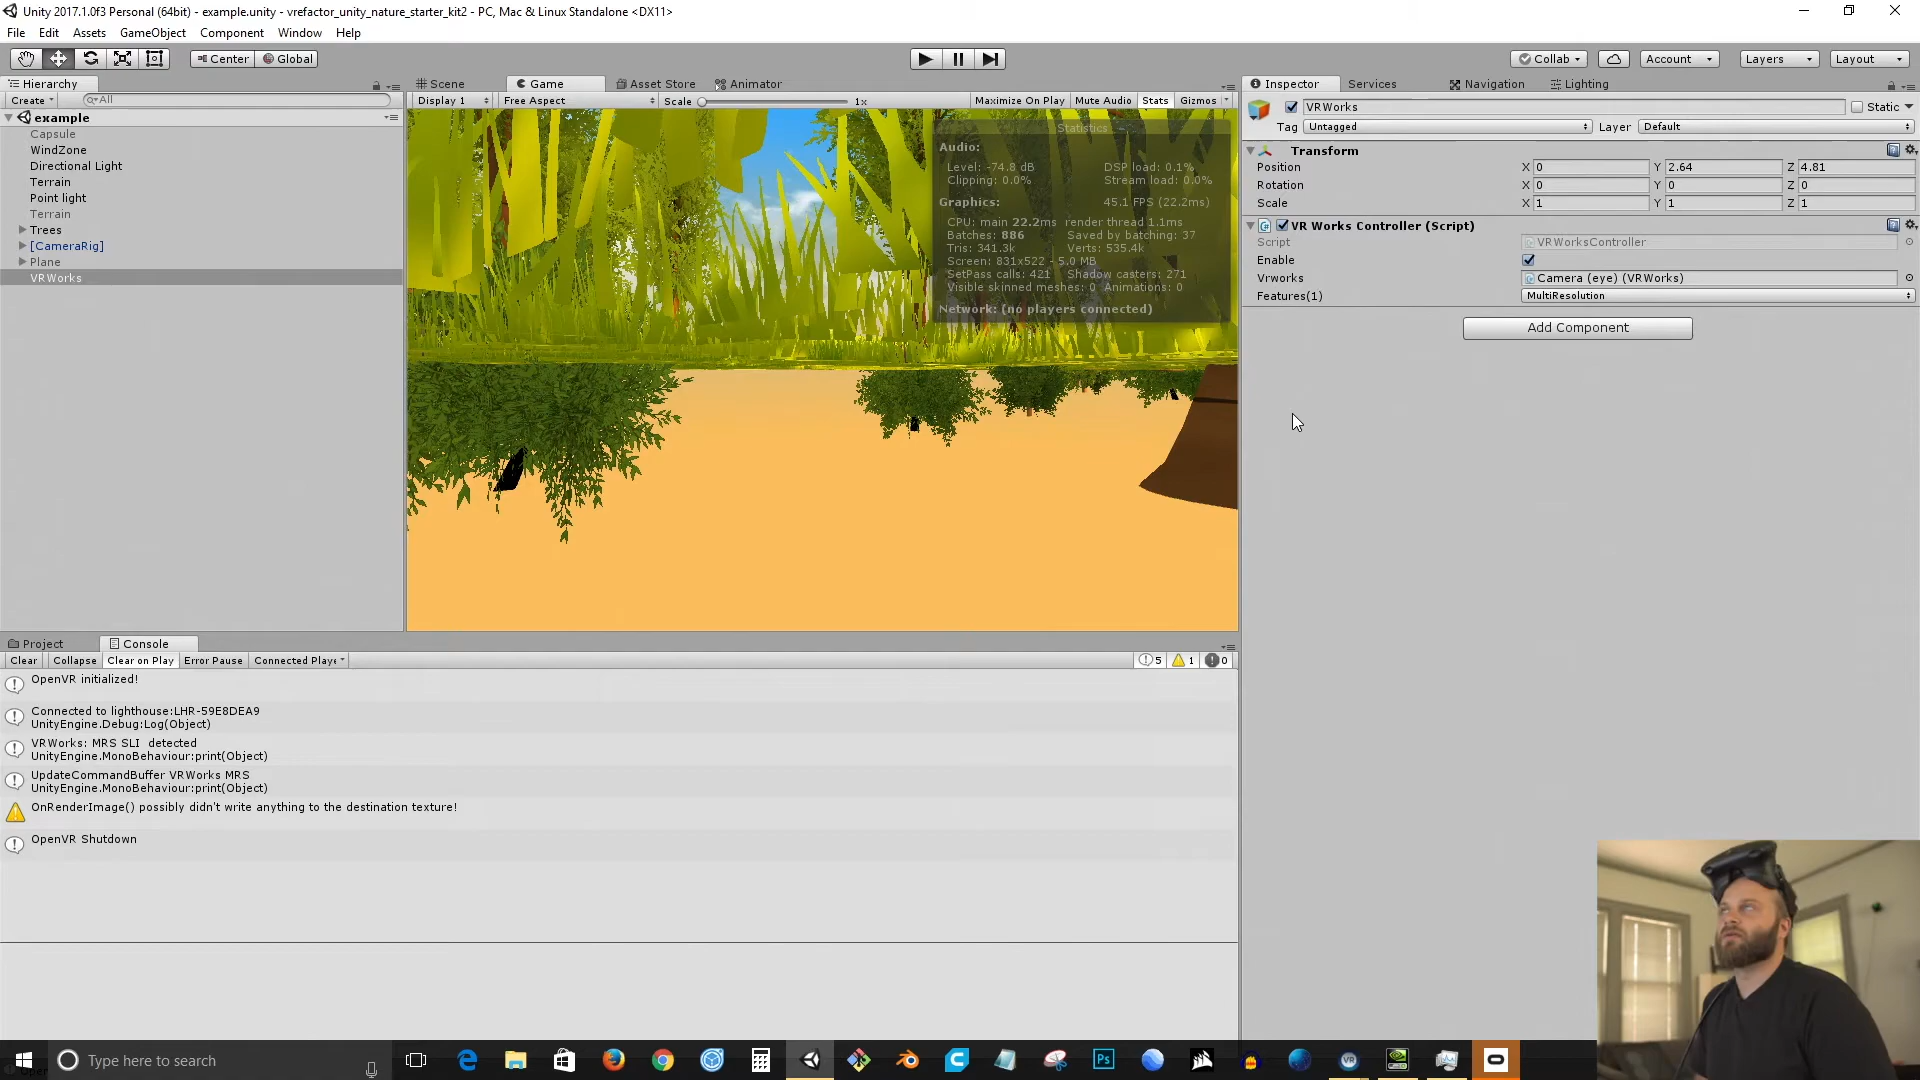 Unity 2017.1.0f3 Personal (64bit) - example.unity - vrefactor_unity_nature_starter_kit2 - PC, Mac & Linux Standalone <DX11>
File Edit Assets GameObject Component Window Help
Center Global
Collab Account Layers Layout
Hierarchy
Create All
example
Capsule
WindZone
Directional Light
Terrain
Point light
Terrain
Trees
[CameraRig]
Plane
VRWorks
Scene Game Asset Store Animator
Display 1 Free Aspect Scale 1x Maximize On Play Mute Audio Stats Gizmos
Statistics
Audio:
Level: -74.8 dB DSP load: 0.1%
Clipping: 0.0% Stream load: 0.0%
Graphics: 45.1 FPS (22.2ms)
CPU: main 22.2ms render thread 1.1ms
Batches: 886 Saved by batching: 37
Tris: 341.3k Verts: 535.4k
Screen: 831x522 - 5.0 MB
SetPass calls: 421 Shadow casters: 271
Visible skinned meshes: 0 Animations: 0
Network: (no players connected)
Inspector Services Navigation Lighting
VRWorks Static
Tag Untagged Layer Default
Transform
Position X 0 Y 2.64 Z 4.81
Rotation X 0 Y 0 Z 0
Scale X 1 Y 1 Z 1
VR Works Controller (Script)
Script VRWorksController
Enable
Vrworks Camera (eye) (VRWorks)
Features(1) MultiResolution
Add Component
Project Console
Clear Collapse Clear on Play Error Pause Connected Playe 5 1 0
OpenVR initialized!
Connected to lighthouse:LHR-59E8DEA9
UnityEngine.Debug:Log(Object)
VRWorks: MRS SLI detected
UnityEngine.MonoBehaviour:print(Object)
UpdateCommandBuffer VRWorks MRS
UnityEngine.MonoBehaviour:print(Object)
OnRenderImage() possibly didn't write anything to the destination texture!
OpenVR Shutdown
Type here to search
Ps
VR